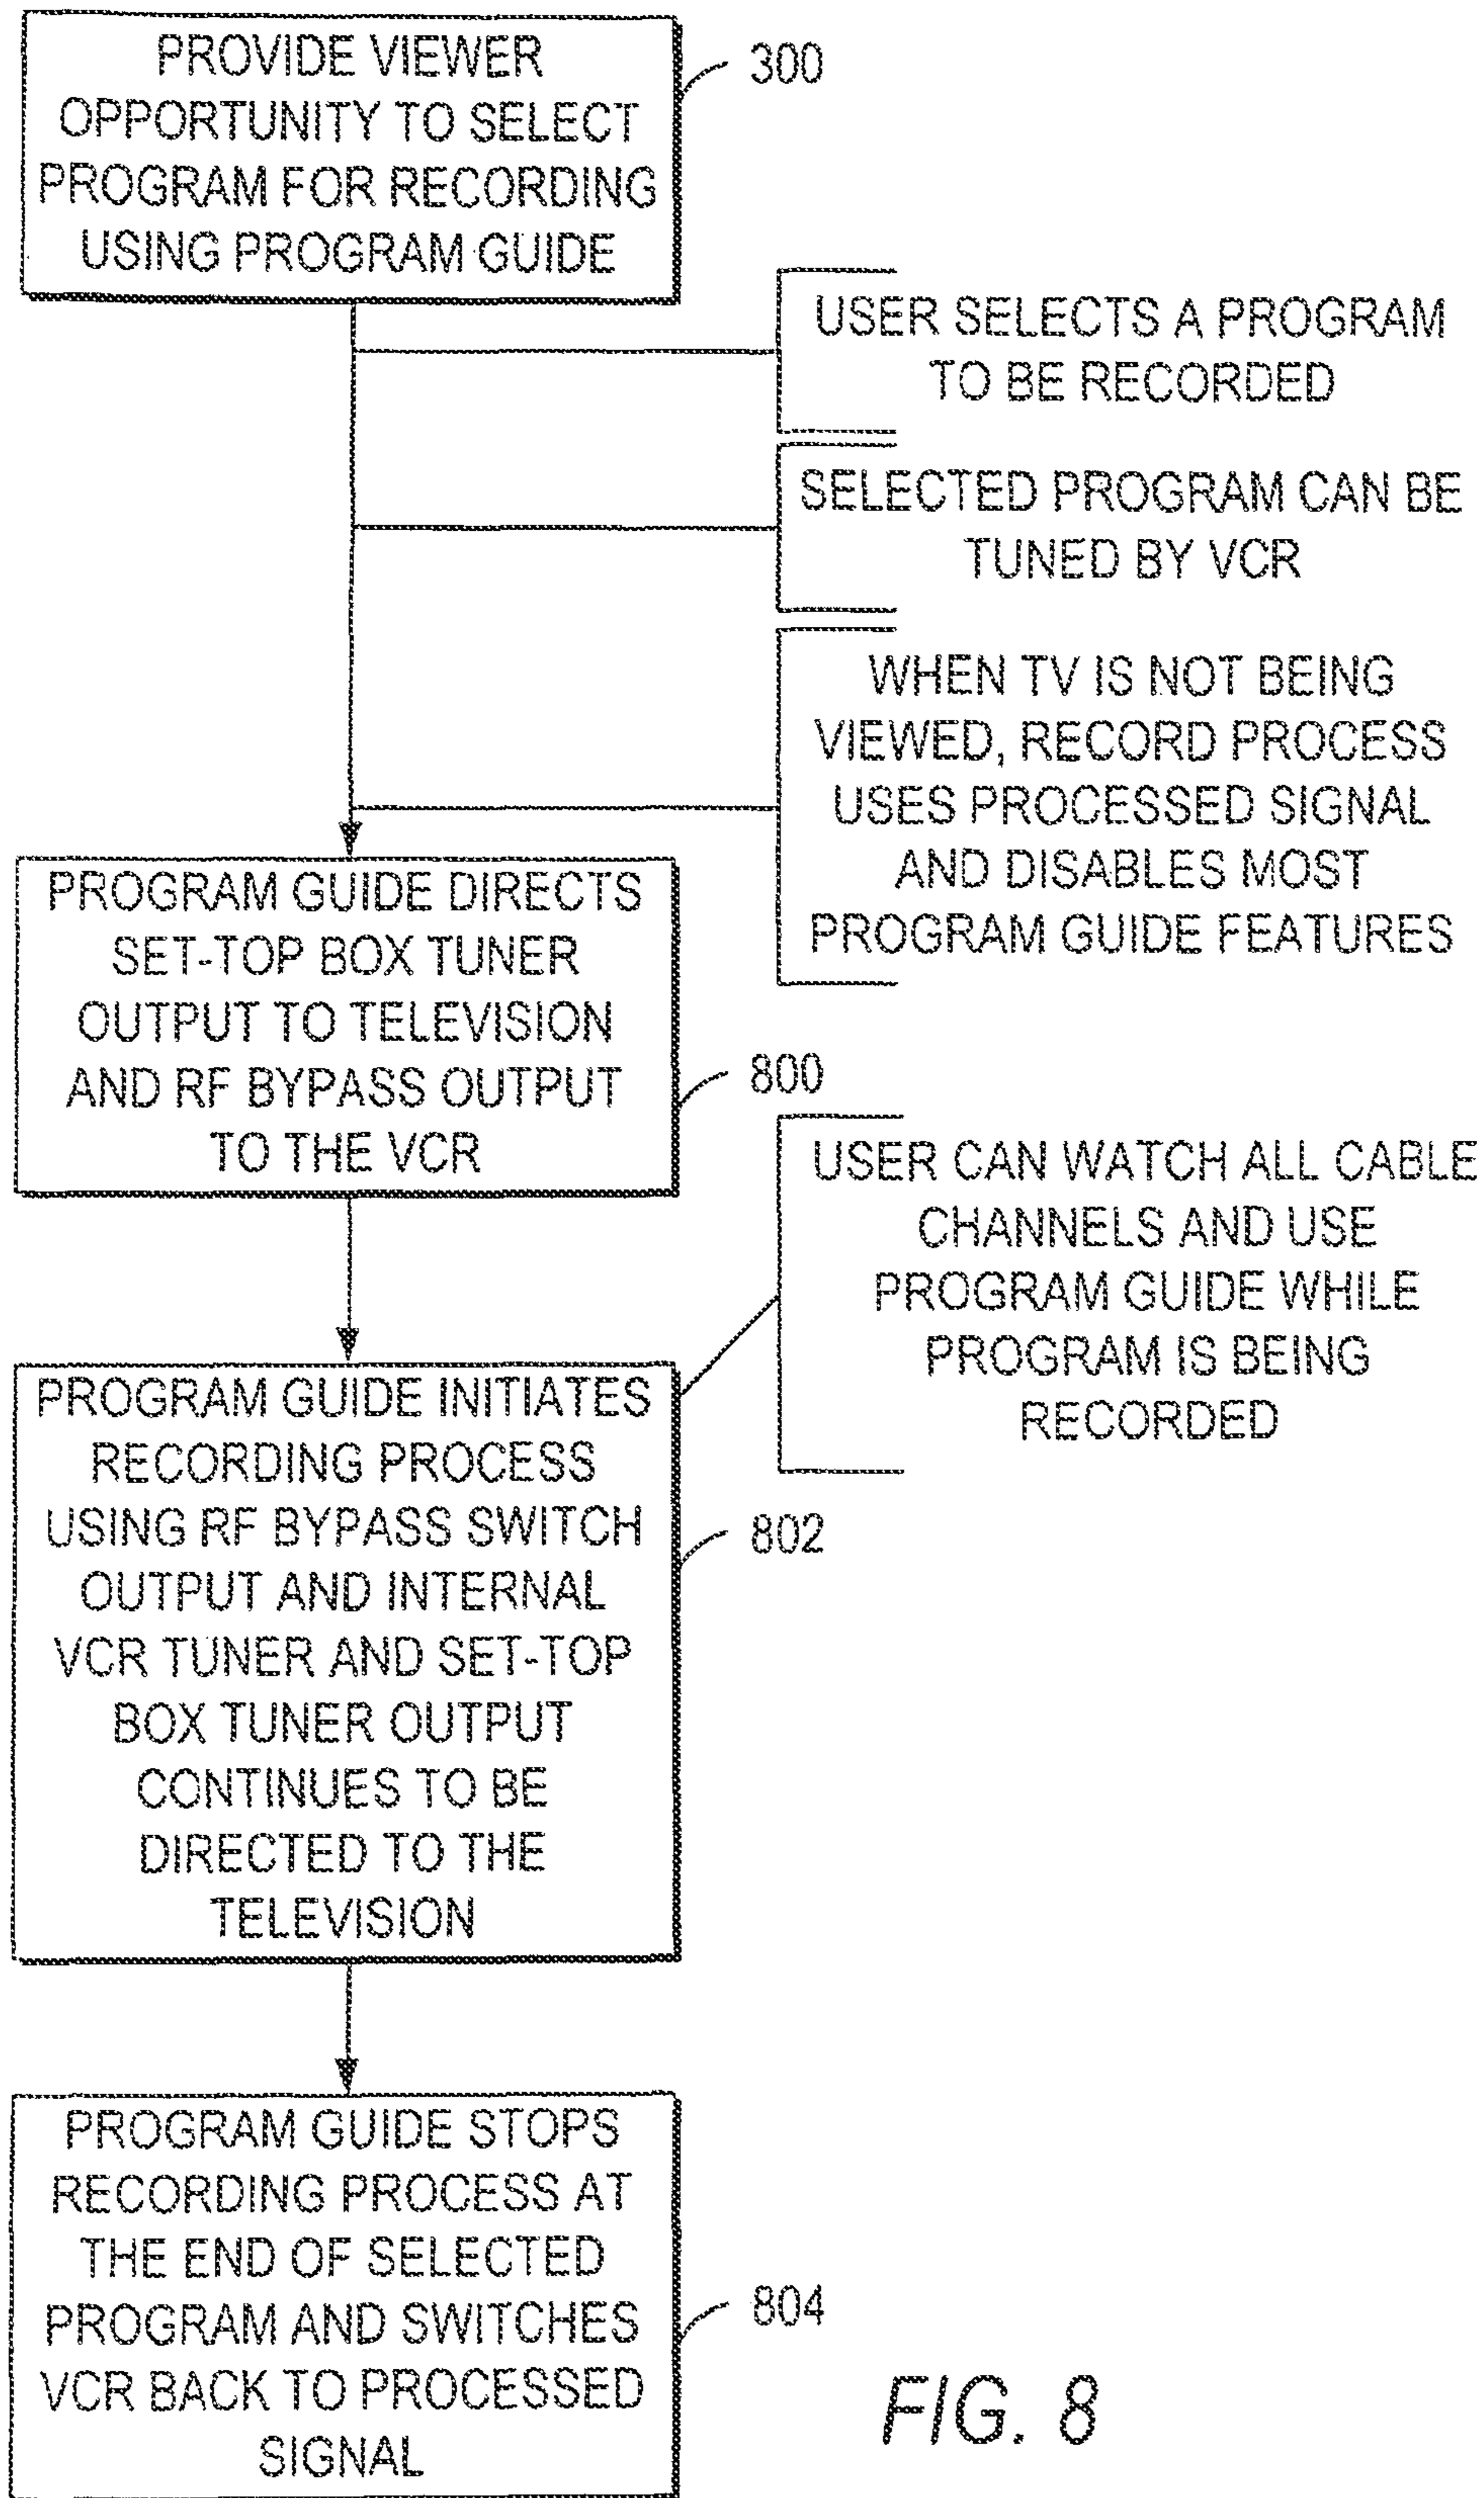 PROVIDE VIEWER
OPPORTUNITY TO SELECT
PROGRAM FOR RECORDING
USING PROGRAM GUIDE
300
USER SELECTS A PROGRAM
TO BE RECORDED
SELECTED PROGRAM CAN BE
TUNED BY VCR
WHEN TV IS NOT BEING
VIEWED, RECORD PROCESS
USES PROCESSED SIGNAL
AND DISABLES MOST
PROGRAM GUIDE FEATURES
PROGRAM GUIDE DIRECTS
SET-TOP BOX TUNER
OUTPUT TO TELEVISION
AND RF BYPASS OUTPUT
TO THE VCR
800
USER CAN WATCH ALL CABLE
CHANNELS AND USE
PROGRAM GUIDE WHILE
PROGRAM IS BEING
RECORDED
PROGRAM GUIDE INITIATES
RECORDING PROCESS
USING RF BYPASS SWITCH
OUTPUT AND INTERNAL
VCR TUNER AND SET-TOP
BOX TUNER OUTPUT
CONTINUES TO BE
DIRECTED TO THE
TELEVISION
802
PROGRAM GUIDE STOPS
RECORDING PROCESS AT
THE END OF SELECTED
PROGRAM AND SWITCHES
VCR BACK TO PROCESSED
SIGNAL
804
FIG. 8